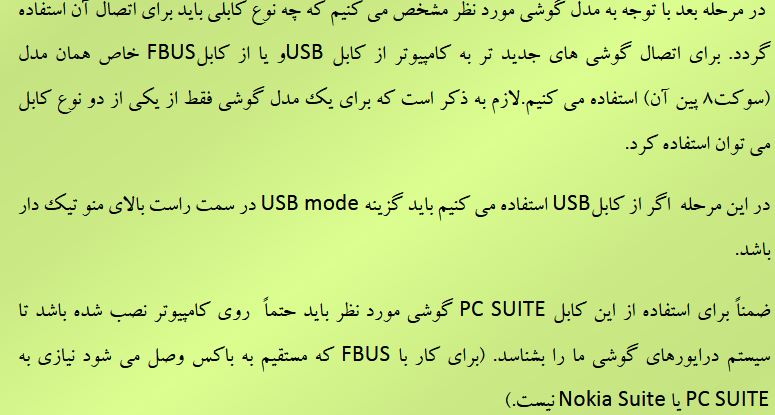 در مرحله بعد با توجه به مدل گوشی مورد نظر مشخص می کنیم که چه نوع کابلی باید برای اتصال آن استفاده
گردد. برای اتصال گوشی های جدید تر به کامپیوتر از کابل USBو یا از کابلFBUS خاص همان مدل
(سوکت۸ پین آن) استفاده می کنیم.لازم به ذکر است که برای یک مدل گوشی فقط از یکی از دو نوع کابل
می توان استفاده کرد.
در این مرحله اگر از کابلUSB استفاده می کنیم باید گزینه USB mode در سمت راست بالای منو تیک دار
باشد.
ضمناً برای استفاده از این کابل PC SUITE گوشی مورد نظر باید حتماً روی کامپیوتر نصب شده باشد تا
سیستم درایورهای گوشی ما را بشناسد. (برای کار با FBUS که مستقیم به باکس وصل می شود نیازی به
PC SUITE یا Nokia Suite نیست.)